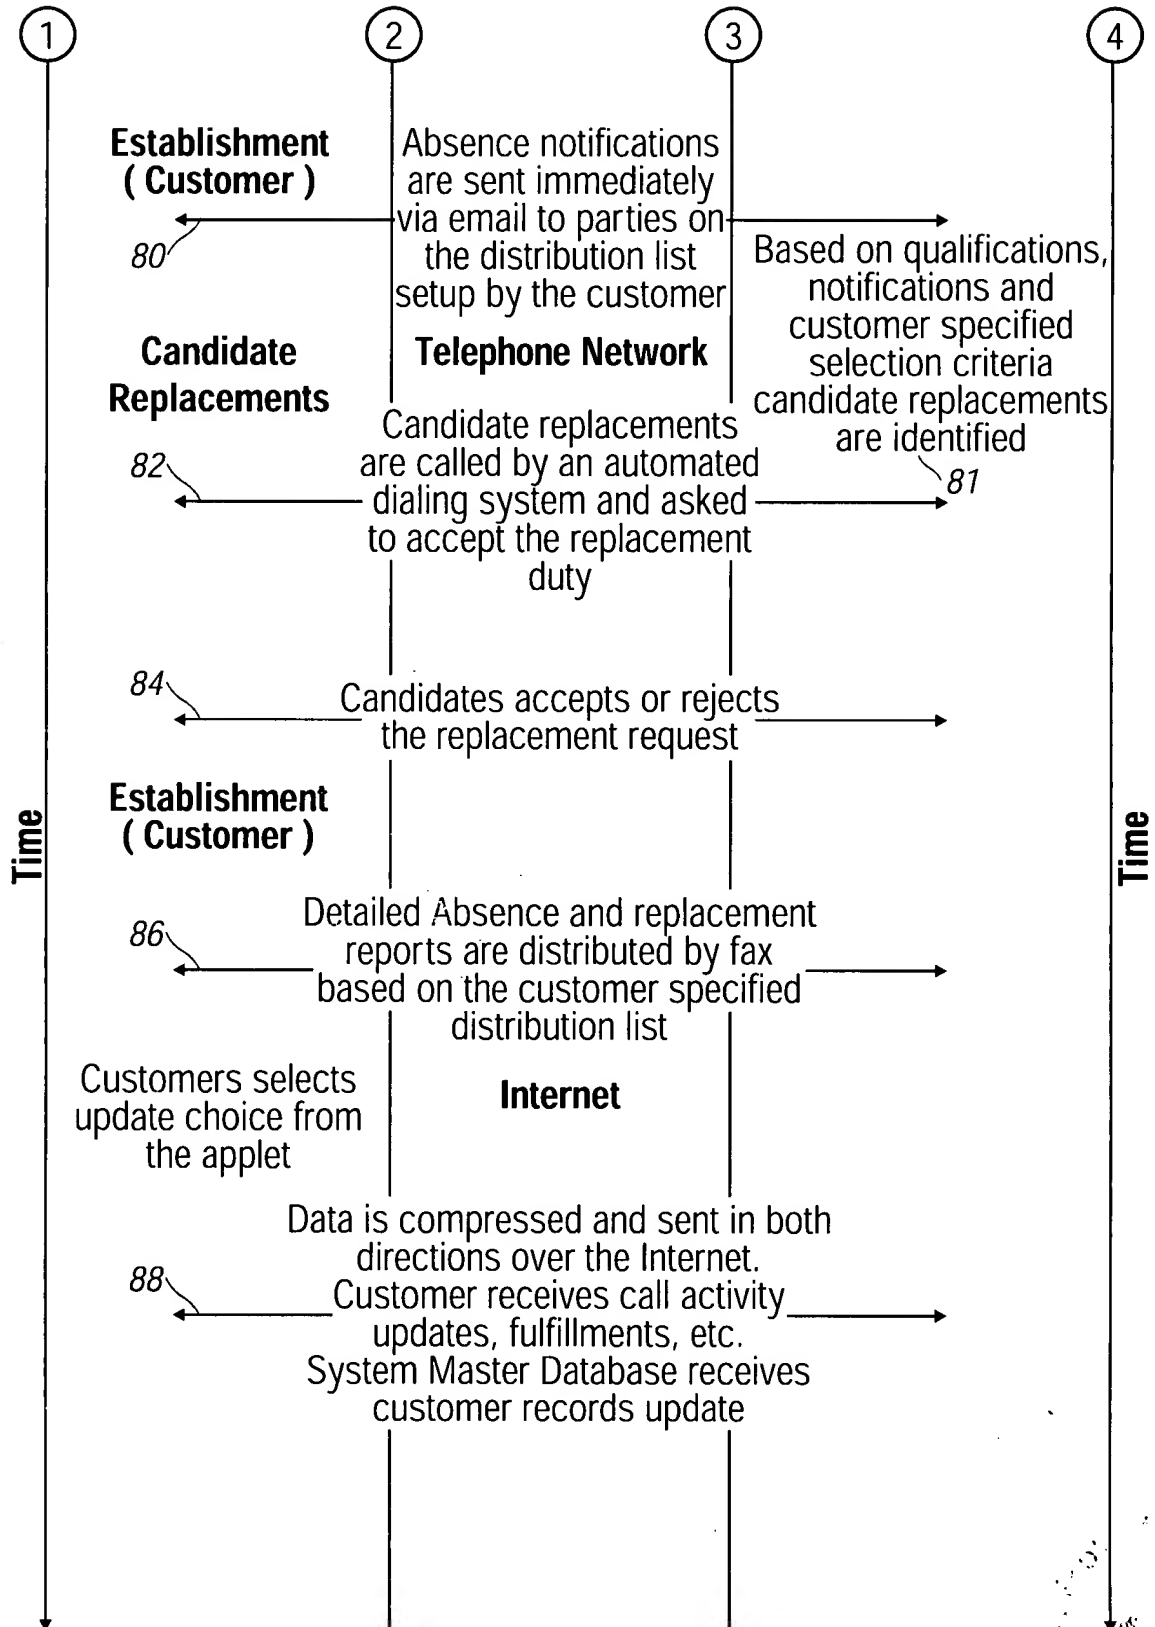 1
2
3
4
Establishment
( Customer )
80
Absence notifications
are sent immediately
via email to parties on
the distribution list
setup by the customer
Based on qualifications,
notifications and
customer specified
selection criteria
candidate replacements
are identified
81
Candidate
Replacements
Telephone Network
82
Candidate replacements
are called by an automated
dialing system and asked
to accept the replacement
duty
84
Candidates accepts or rejects
the replacement request
Establishment
( Customer )
Time
Time
86
Detailed Absence and replacement
reports are distributed by fax
based on the customer specified
distribution list
Customers selects
update choice from
the applet
Internet
88
Data is compressed and sent in both
directions over the Internet.
Customer receives call activity
updates, fulfillments, etc.
System Master Database receives
customer records update